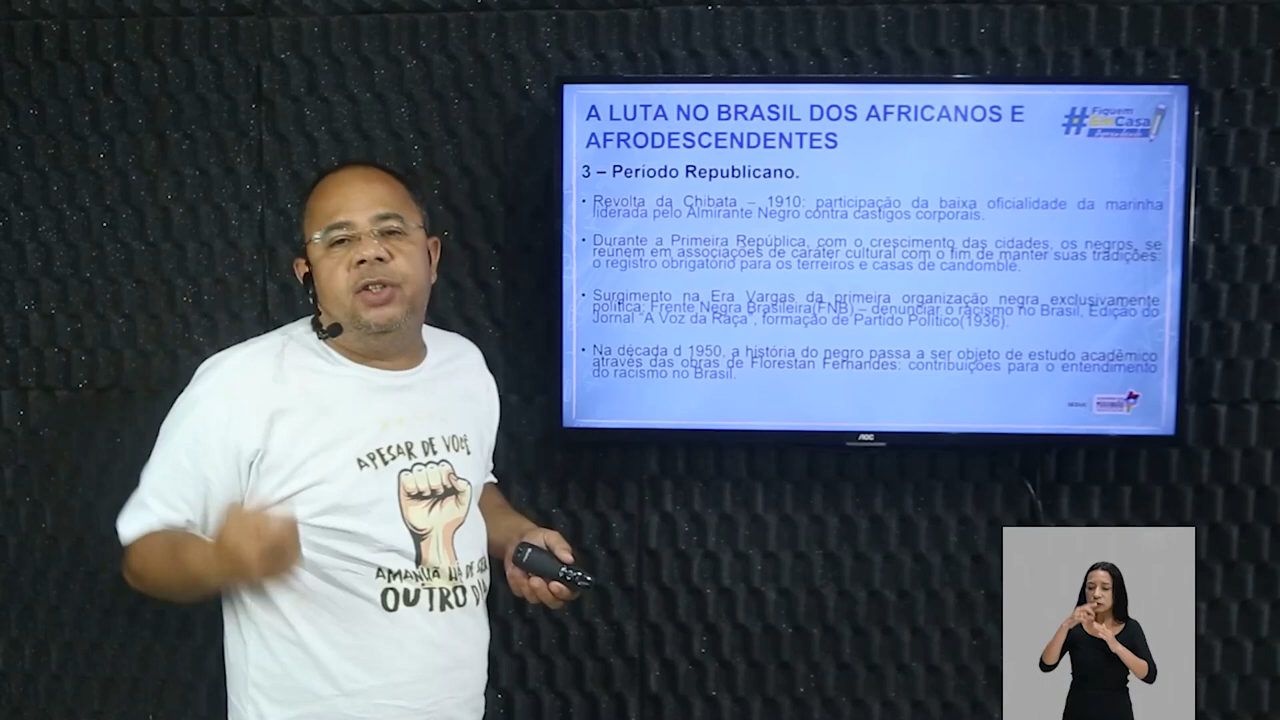 A LUTA NO BRASIL DOS AFRICANOS E
AFRODESCENDENTES
#Fiquem
EmCasa
3 – Período Republicano.
• Revolta da Chibata – 1910: participação da baixa oficialidade da marinha
liderada pelo Almirante Negro contra castigos corporais.
• Durante a Primeira República, com o crescimento das cidades, os negros, se
reunem em associações de caráter cultural com o fim de manter suas tradições:
o registro obrigatório para os terreiros e casas de candomblé.
• Surgimento na Era Vargas da primeira organização negra exclusivamente
política, Frente Negra Brasileira(FNB) – denunciar o racismo no Brasil, Edição do
Jornal "A Voz da Raça", formação de Partido Político(1936).
• Na década d 1950, a história do negro passa a ser objeto de estudo acadêmico
através das obras de Florestan Fernandes: contribuições para o entendimento
do racismo no Brasil.
AOC
APESAR DE VOCÊ
AMANHÃ HÁ DE SER
OUTRO DIA